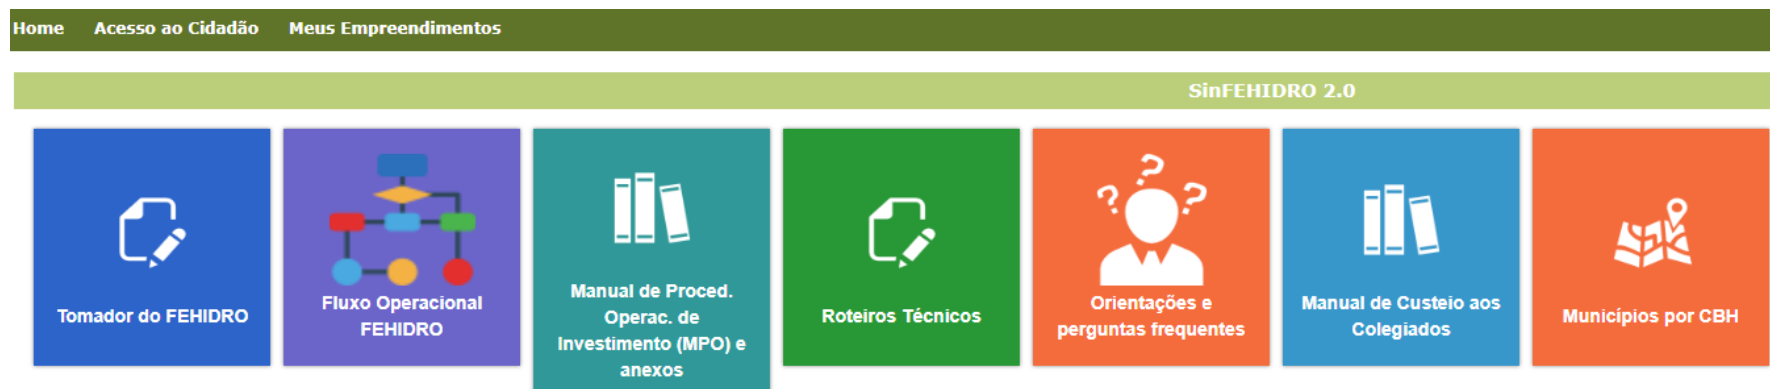 Home Acesso ao Cidadão Meus Empreendimentos
SinFEHIDRO 2.0
Tomador do FEHIDRO
Fluxo Operacional
FEHIDRO
Manual de Proced.
Operac. de
Investimento (MPO) e
anexos
Roteiros Técnicos
? ? ?
Orientações e
perguntas frequentes
Manual de Custeio aos
Colegiados
Municípios por CBH